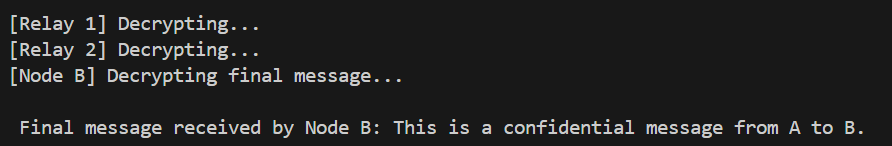 [Relay 1] Decrypting...
[Relay 2] Decrypting...
[Node B] Decrypting final message...
Final message received by Node B: This is a confidential message from A to B.